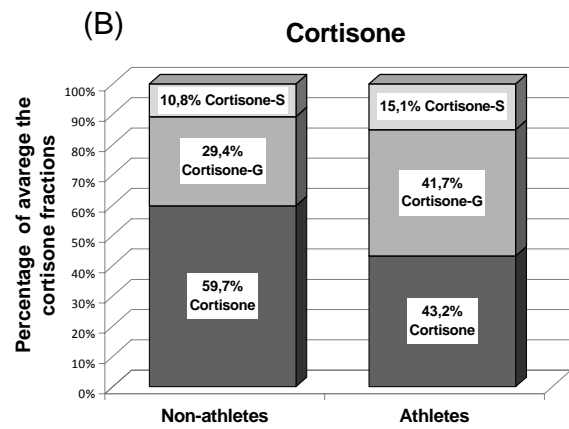 (B)
Cortisone
Percentage of avarege the
cortisone fractions
100%
90%
80%
70%
60%
50%
40%
30%
20%
10%
0%
10,8% Cortisone-S
29,4%
Cortisone-G
59,7%
Cortisone
15,1% Cortisone-S
41,7%
Cortisone-G
43,2%
Cortisone
Non-athletes
Athletes